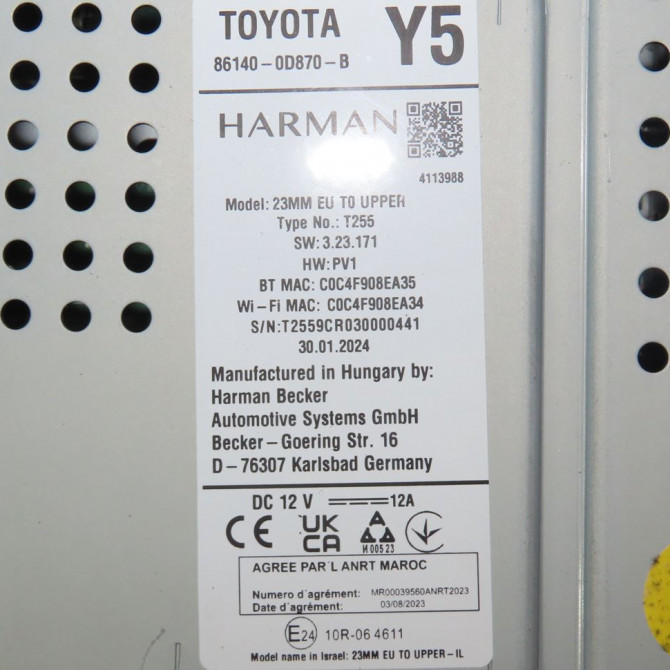 TOYOTA Y5
86140-0D870-B
HARMAN
4113988
Model: 23MM EU TO UPPER
Type No.: T255
SW: 3.23.171
HW: PV1
BT MAC: C0C4F908EA35
Wi-Fi MAC: C0C4F908EA34
S/N:T2559CR030000441
30.01.2024
Manufactured in Hungary by:
Harman Becker
Automotive Systems GmbH
Becker-Goering Str. 16
D-76307 Karlsbad Germany
DC 12 V 12A
CE UK
CA
И005 23
AGREE PAR L'ANRT MAROC
Numero d'agrément: MR00039560ANRT2023
Date d'agrément: 03/08/2023
E24 10R-06 4611
Model name in Israel: 23MM EU TO UPPER-IL